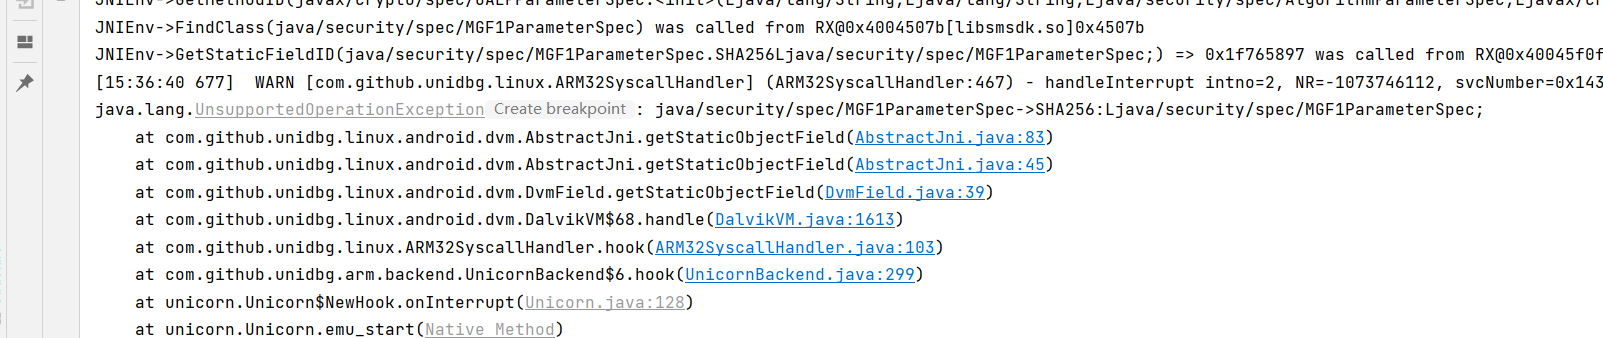 JNIEnv->GetMethodID(javax/crypto/spec/OAEPParameterSpec.<init>(Ljava/lang/String;Ljava/lang/String;Ljava/security/spec/AlgorithmParameterSpec;Ljavax/cr
JNIEnv->FindClass(java/security/spec/MGF1ParameterSpec) was called from RX@0x4004507b[libsmsdk.so]0x4507b
JNIEnv->GetStaticFieldID(java/security/spec/MGF1ParameterSpec.SHA256Ljava/security/spec/MGF1ParameterSpec;) => 0x1f765897 was called from RX@0x40045f0f
[15:36:40 677]  WARN [com.github.unidbg.linux.ARM32SyscallHandler] (ARM32SyscallHandler:467) - handleInterrupt intno=2, NR=-1073746112, svcNumber=0x143
java.lang.UnsupportedOperationException Create breakpoint : java/security/spec/MGF1ParameterSpec->SHA256:Ljava/security/spec/MGF1ParameterSpec;
at com.github.unidbg.linux.android.dvm.AbstractJni.getStaticObjectField(AbstractJni.java:83)
at com.github.unidbg.linux.android.dvm.AbstractJni.getStaticObjectField(AbstractJni.java:45)
at com.github.unidbg.linux.android.dvm.DvmField.getStaticObjectField(DvmField.java:39)
at com.github.unidbg.linux.android.dvm.DalvikVM$68.handle(DalvikVM.java:1613)
at com.github.unidbg.linux.ARM32SyscallHandler.hook(ARM32SyscallHandler.java:103)
at com.github.unidbg.arm.backend.UnicornBackend$6.hook(UnicornBackend.java:299)
at unicorn.Unicorn$NewHook.onInterrupt(Unicorn.java:128)
at unicorn.Unicorn.emu_start(Native Method)